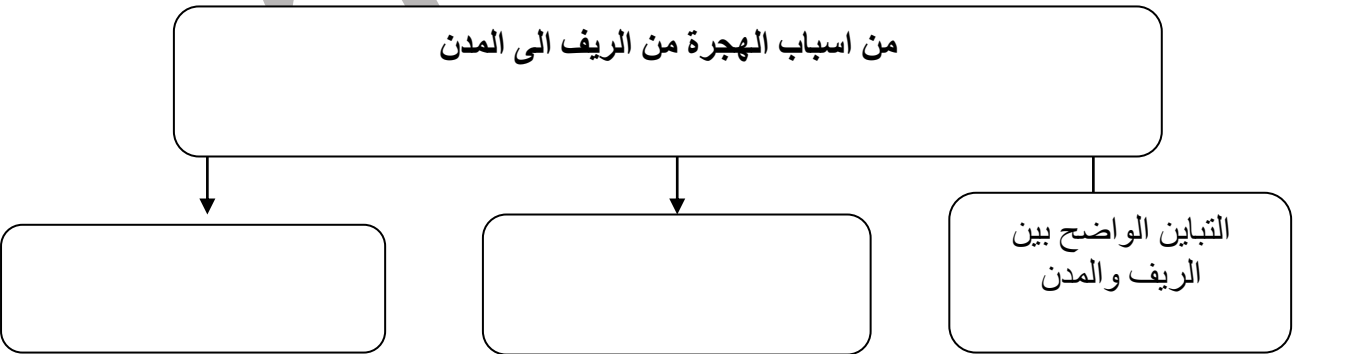 من اسباب الهجرة من الريف الى المدن
التباين الواضح بين
الريف والمدن